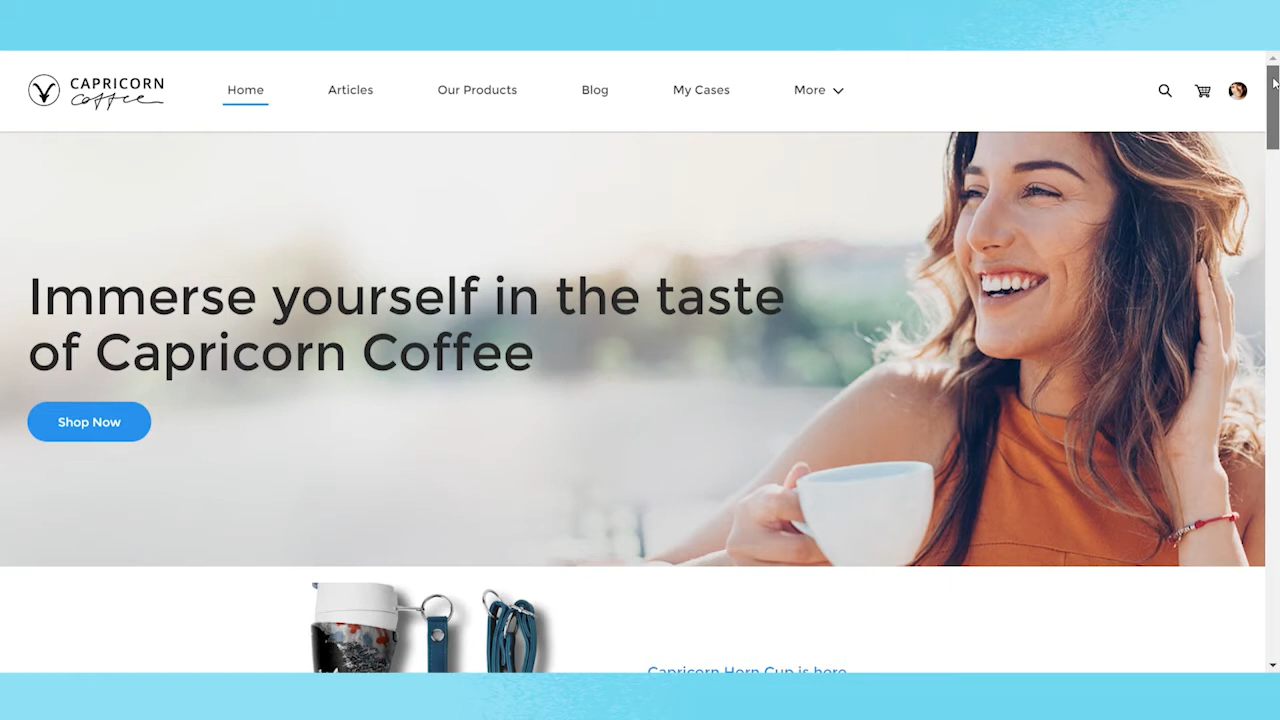 CAPRICORN
coffee
Home
Articles
Our Products
Blog
My Cases
More
Immerse yourself in the taste
of Capricorn Coffee
Shop Now
Capricorn Horn Cup is here